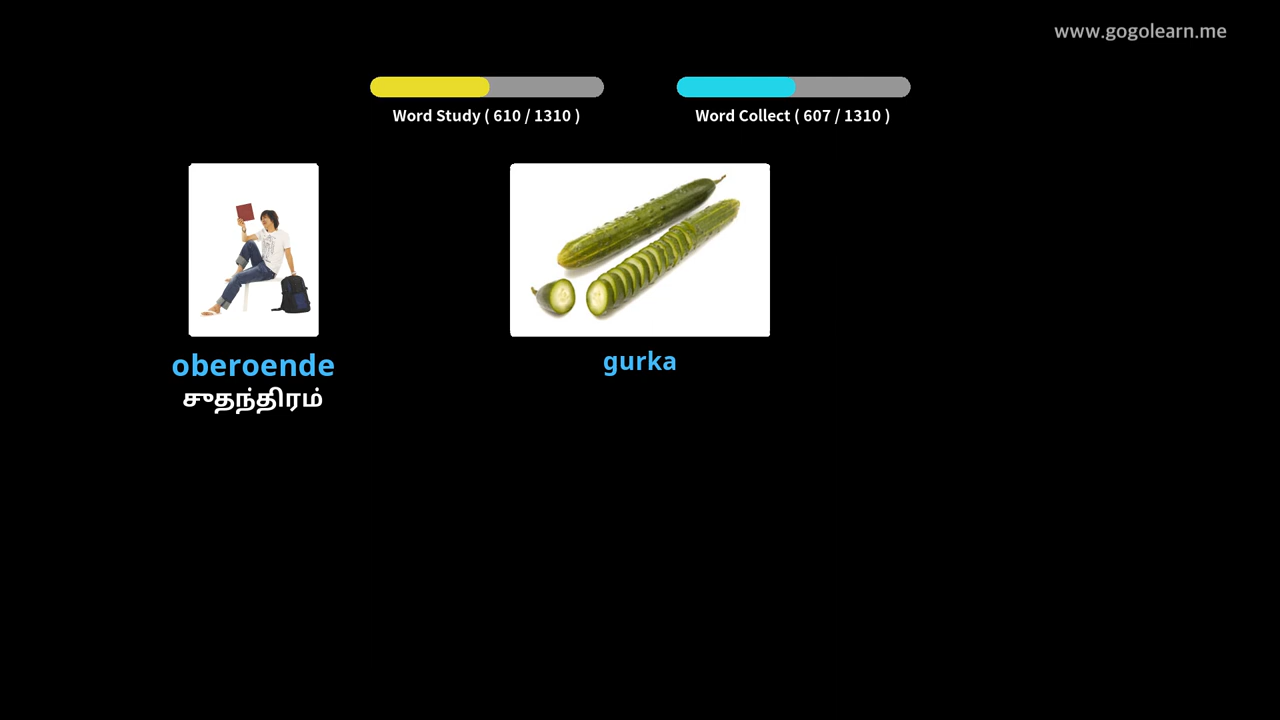 www.gogolearn.me
Word Study ( 610 / 1310 )
Word Collect ( 607 / 1310 )
oberoende
சுதந்திரம்
gurka